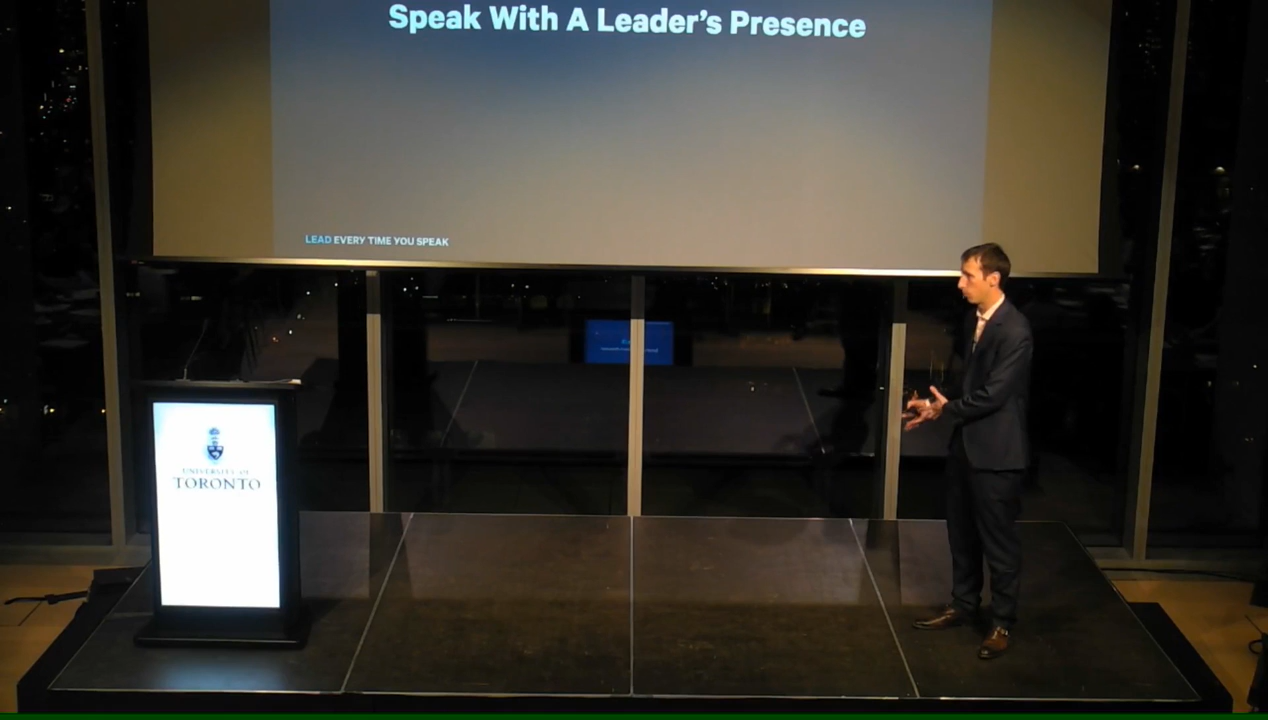 Speak With A Leader's Presence
LEAD EVERY TIME YOU SPEAK
UNIVERSITY OF
TORONTO